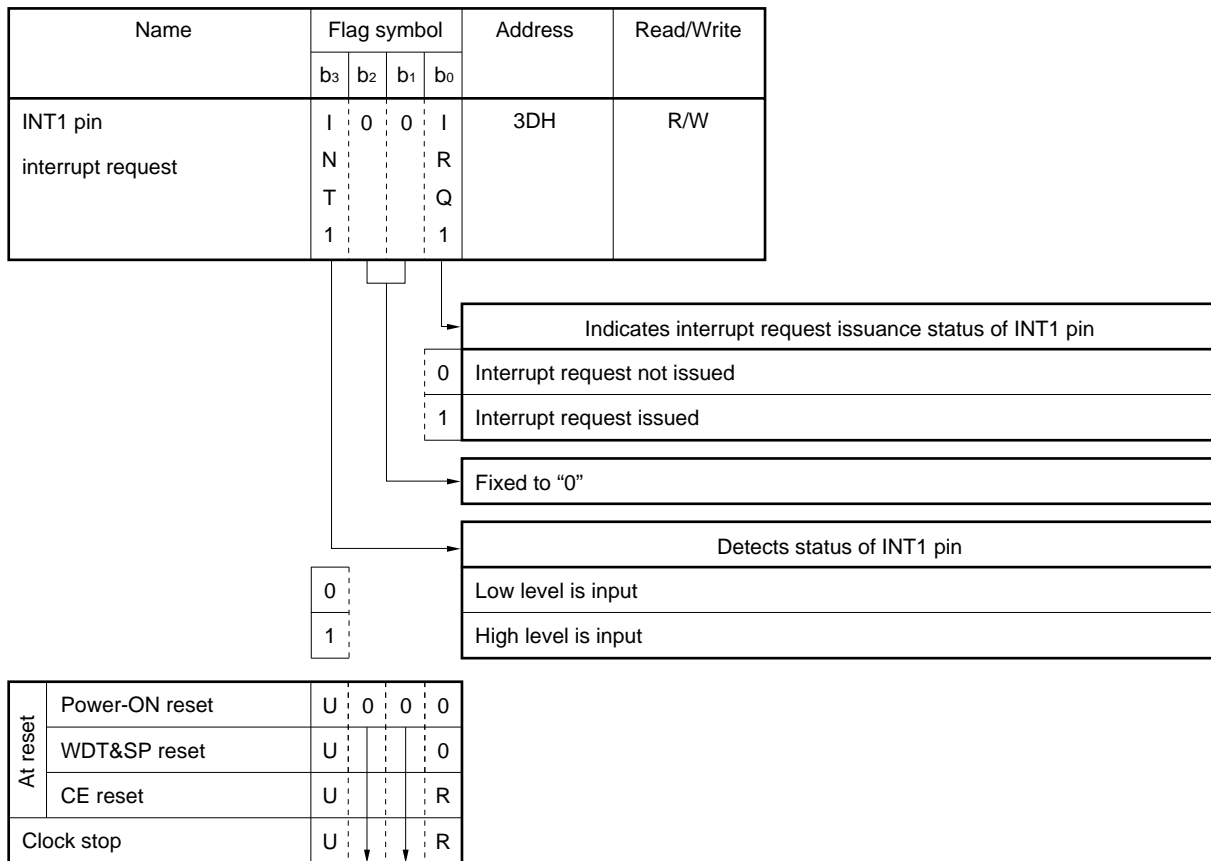 Name Flag symbol Address Read/Write
b3 b2 b1 b0
INT1 pin I 0 0 I 3DH R/W
interrupt request N R
T Q
1 1
Indicates interrupt request issuance status of INT1 pin
0 Interrupt request not issued
1 Interrupt request issued
Fixed to “0”
Detects status of INT1 pin
0 Low level is input
1 High level is input
At reset
Power-ON reset U 0 0 0
WDT&SP reset U 0
CE reset U R
Clock stop U R